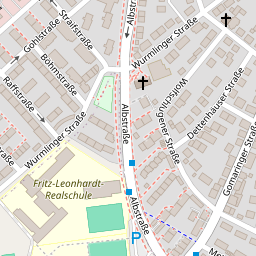 Gohlstraße
Straifstraße
Albstraße
Wurmlinger Straße
Böhmstraße
Raffstraße
Wolfschlugener Straße
Dettenhäuser Straße
Albstraße
Wurmlinger Straße
Gomaringer Straße
Fritz-Leonhardt-
Realschule
Albstraße
P